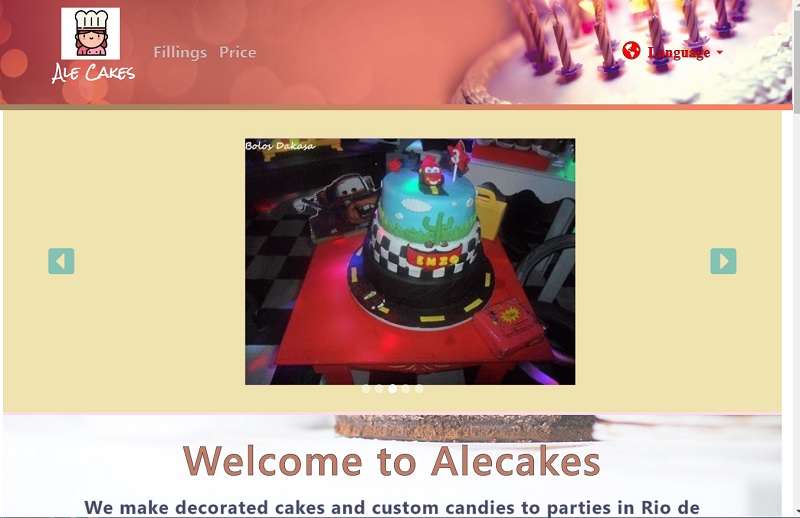 Ale Cakes
Fillings Price
Language
Bolos Dakasa
3
ENZO
Welcome to Alecakes
We make decorated cakes and custom candies to parties in Rio de